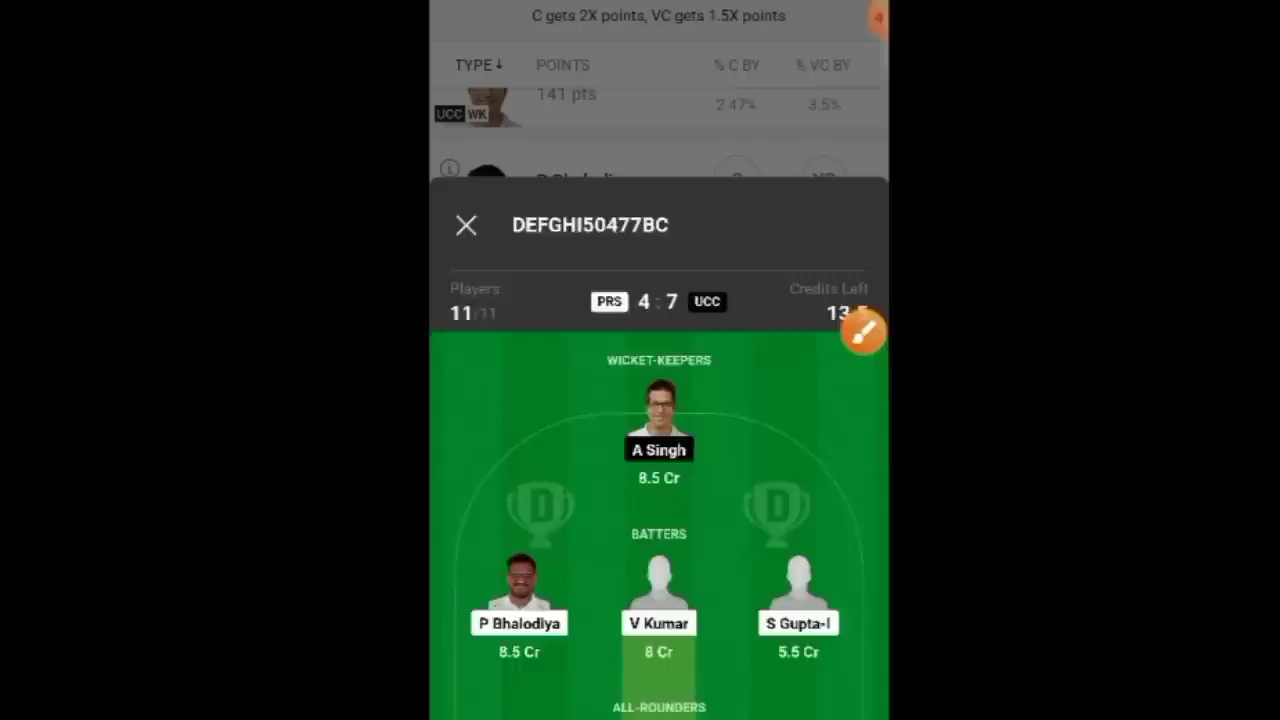 C gets 2X points, VC gets 1.5X points
TYPE↓ POINTS % C BY % VC BY
141 pts 2.47% 3.5%
UCC WK
DEFGHI50477BC
Players Credits Left
11/11 PRS 4 : 7 UCC
WICKET-KEEPERS
A Singh
8.5 Cr
D D
BATTERS
P Bhalodiya V Kumar S Gupta-I
8.5 Cr 8 Cr 5.5 Cr
ALL-ROUNDERS